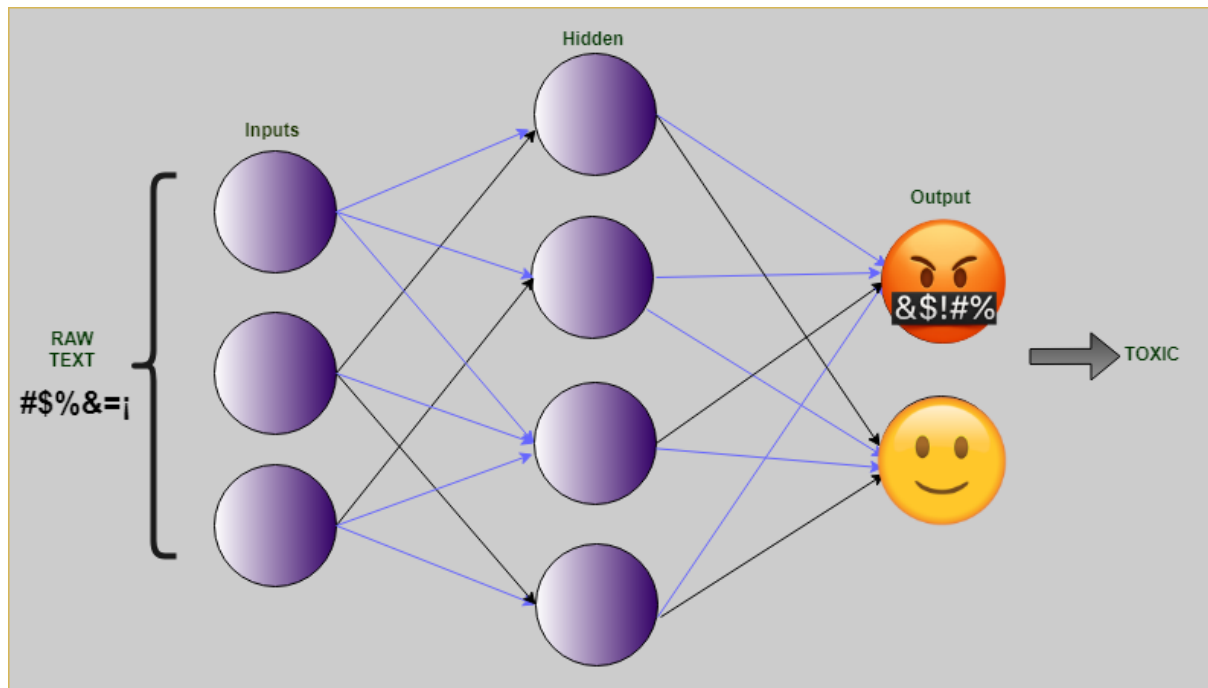 Hidden
Inputs
Output
&$!#%
RAW
TEXT
#$%&=¡
TOXIC